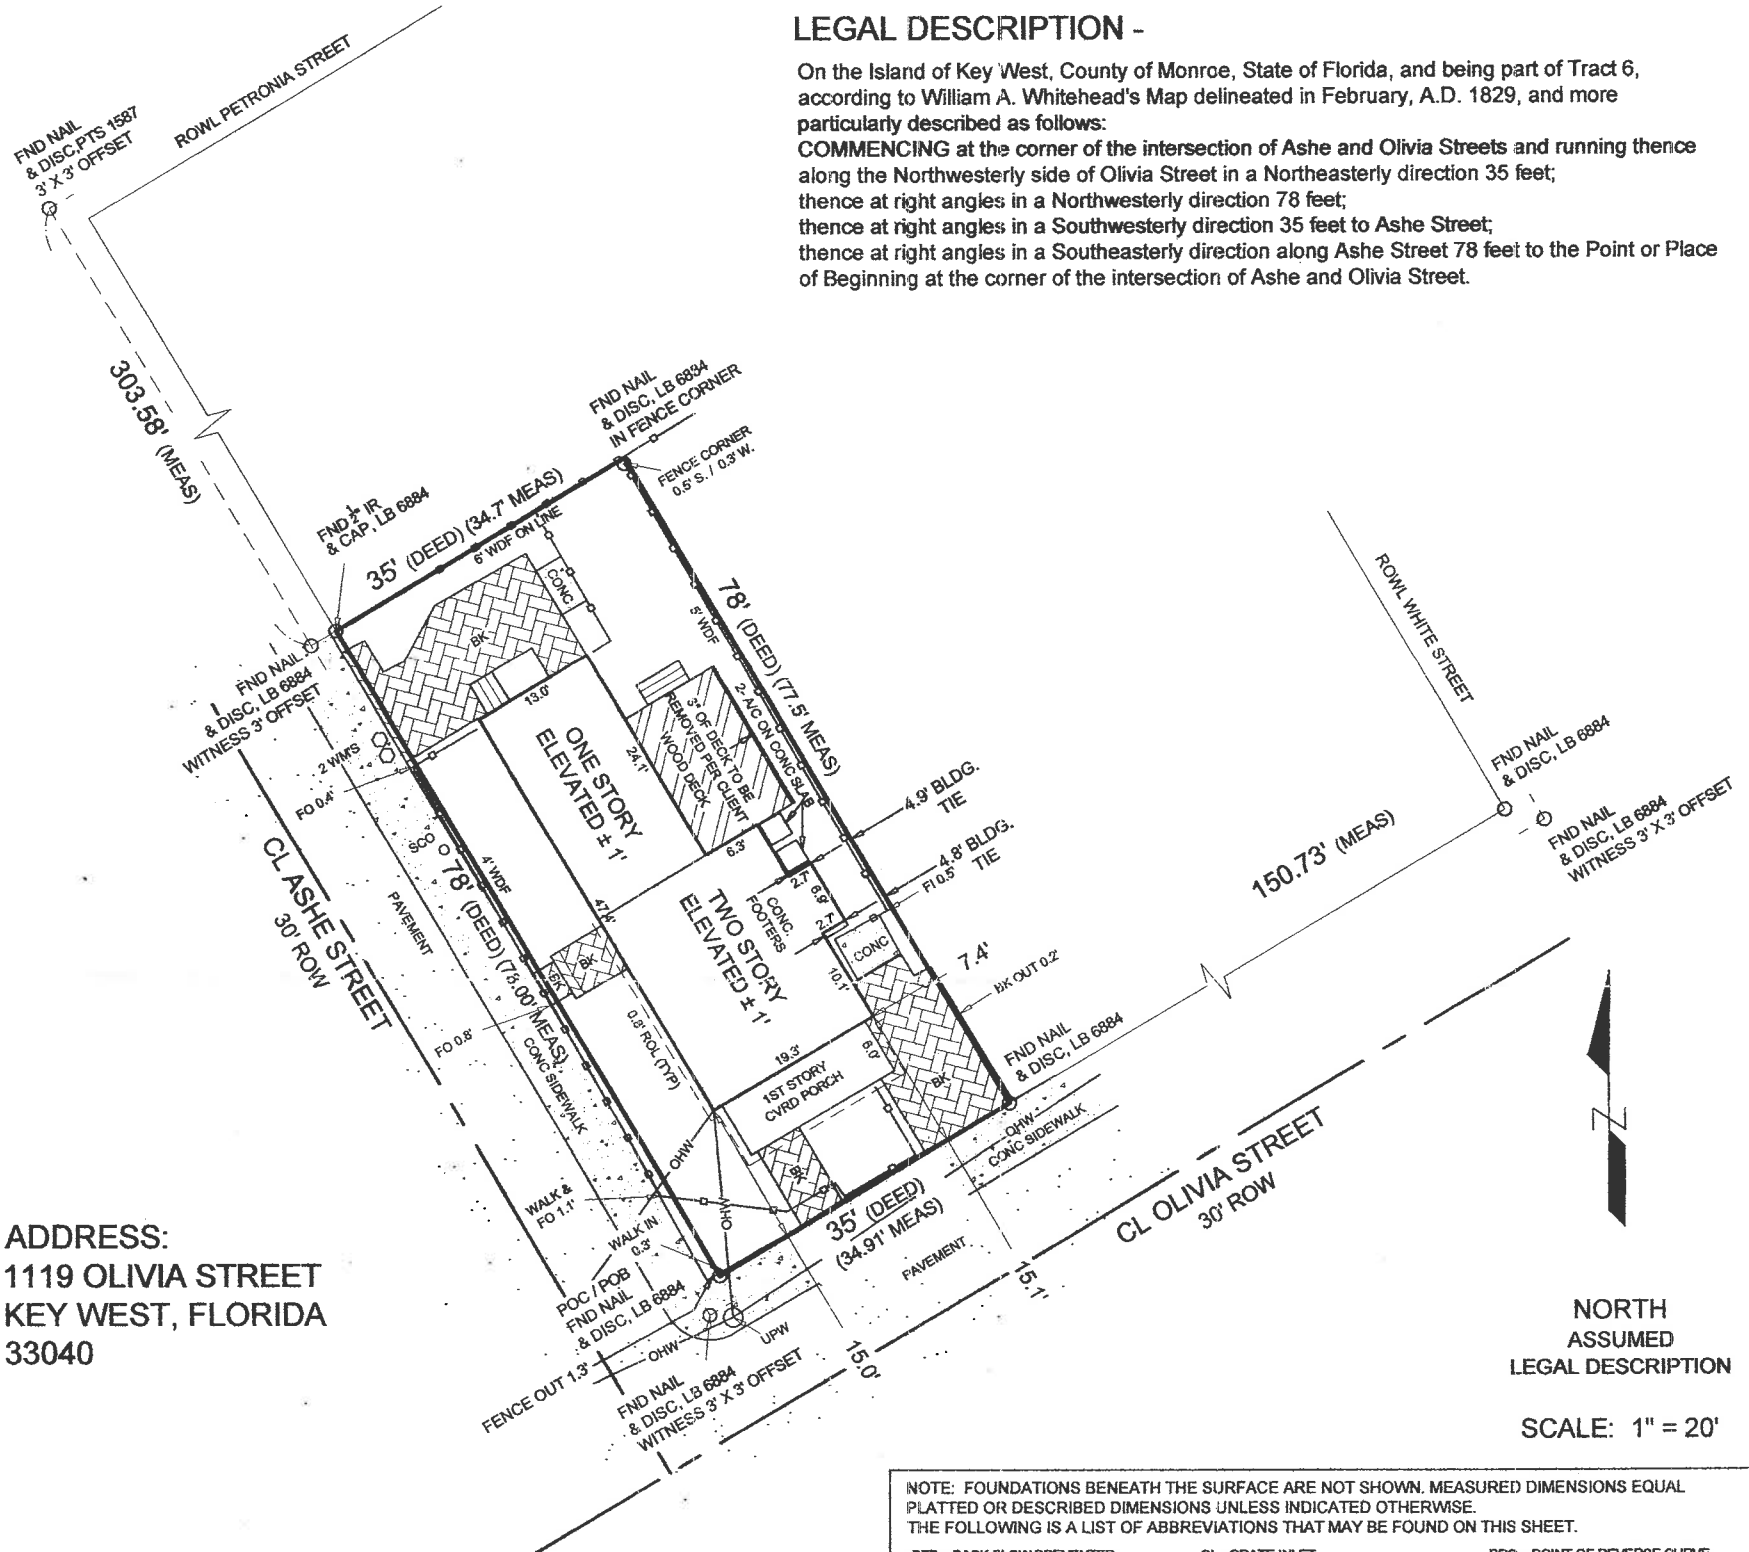 LEGAL DESCRIPTION -
On the Island of Key West, County of Monroe, State of Florida, and being part of Tract 6,
according to William A. Whitehead's Map delineated in February, A.D. 1829, and more
particularly described as follows:
COMMENCING at the corner of the intersection of Ashe and Olivia Streets and running thence
along the Northwesterly side of Olivia Street in a Northeasterly direction 35 feet;
thence at right angles in a Northwesterly direction 78 feet;
thence at right angles in a Southwesterly direction 35 feet to Ashe Street;
thence at right angles in a Southeasterly direction along Ashe Street 78 feet to the Point or Place
of Beginning at the corner of the intersection of Ashe and Olivia Street.
ROWL PETRONIA STREET
FND NAIL
& DISC,PTS 1587
3' X 3' OFFSET
303.58' (MEAS)
FND NAIL
& DISC, LB 6884
IN FENCE CORNER
FENCE CORNER
0.5' S. / 0.3' W.
FND ½" IR
& CAP, LB 6884
35' (DEED) (34.7' MEAS)
6' WDF ON LINE
CONC
BK
78' (DEED) (77.5' MEAS)
5' WDF
2- A/C ON CONC SLAB
FND NAIL
& DISC, LB 6884
WITNESS 3' OFFSET
13.0'
ONE STORY
ELEVATED ± 1'
24.1'
3" OF DECK TO BE
REMOVED PER CLIENT
WOOD DECK
2 WM'S
FO 0.4'
SCO
4' WDF
78' (DEED) (78.00' MEAS)
CL ASHE STREET
30' ROW
PAVEMENT
6.3'
4.9' BLDG.
TIE
4.8' BLDG.
TIE
FI 0.5'
2.7'
6.9'
2.7'
CONC.
FOOTERS
TWO STORY
ELEVATED ± 1'
47.4'
CONC
10.1'
7.4'
BK OUT 0.2'
BK
BK
FO 0.8'
CONC SIDEWALK
0.8' ROL (TYP)
19.3'
6.0'
1ST STORY
CVRD PORCH
BK
BK
FND NAIL
& DISC, LB 6884
OHW
CONC SIDEWALK
150.73' (MEAS)
ROWL WHITE STREET
FND NAIL
& DISC, LB 6884
FND NAIL
& DISC, LB 6884
WITNESS 3' X 3' OFFSET
OHW
OHW
WALK &
FO 1.1'
WALK IN
0.3'
35' (DEED)
(34.91' MEAS)
PAVEMENT
CL OLIVIA STREET
30' ROW
15.1'
15.0'
POC / POB
FND NAIL
& DISC, LB 6884
UPW
OHW
FENCE OUT 1.3'
FND NAIL
& DISC, LB 6884
WITNESS 3' X 3' OFFSET
ADDRESS:
1119 OLIVIA STREET
KEY WEST, FLORIDA
33040
N
NORTH
ASSUMED
LEGAL DESCRIPTION
SCALE: 1" = 20'
NOTE: FOUNDATIONS BENEATH THE SURFACE ARE NOT SHOWN. MEASURED DIMENSIONS EQUAL
PLATTED OR DESCRIBED DIMENSIONS UNLESS INDICATED OTHERWISE.
THE FOLLOWING IS A LIST OF ABBREVIATIONS THAT MAY BE FOUND ON THIS SHEET.